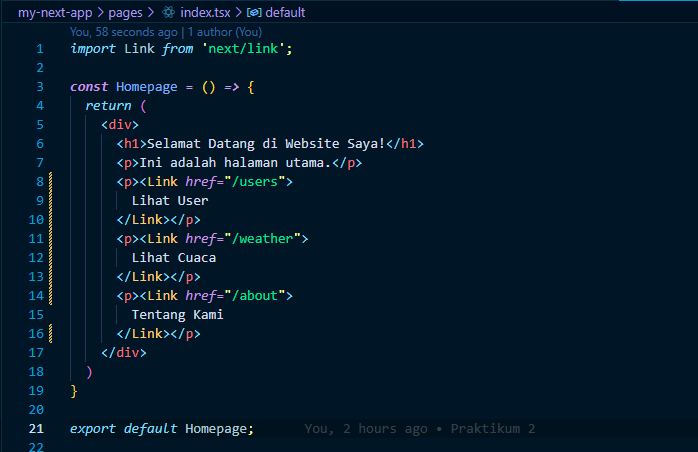 my-next-app > pages > index.tsx > default
You, 58 seconds ago | 1 author (You)
1 import Link from 'next/link';
2
3 const Homepage = () => {
4 return (
5 <div>
6 <h1>Selamat Datang di Website Saya!</h1>
7 <p>Ini adalah halaman utama.</p>
8 <p><Link href="/users">
9 Lihat User
10 </Link></p>
11 <p><Link href="/weather">
12 Lihat Cuaca
13 </Link></p>
14 <p><Link href="/about">
15 Tentang Kami
16 </Link></p>
17 </div>
18 )
19 }
20
21 export default Homepage; You, 2 hours ago • Praktikum 2
22